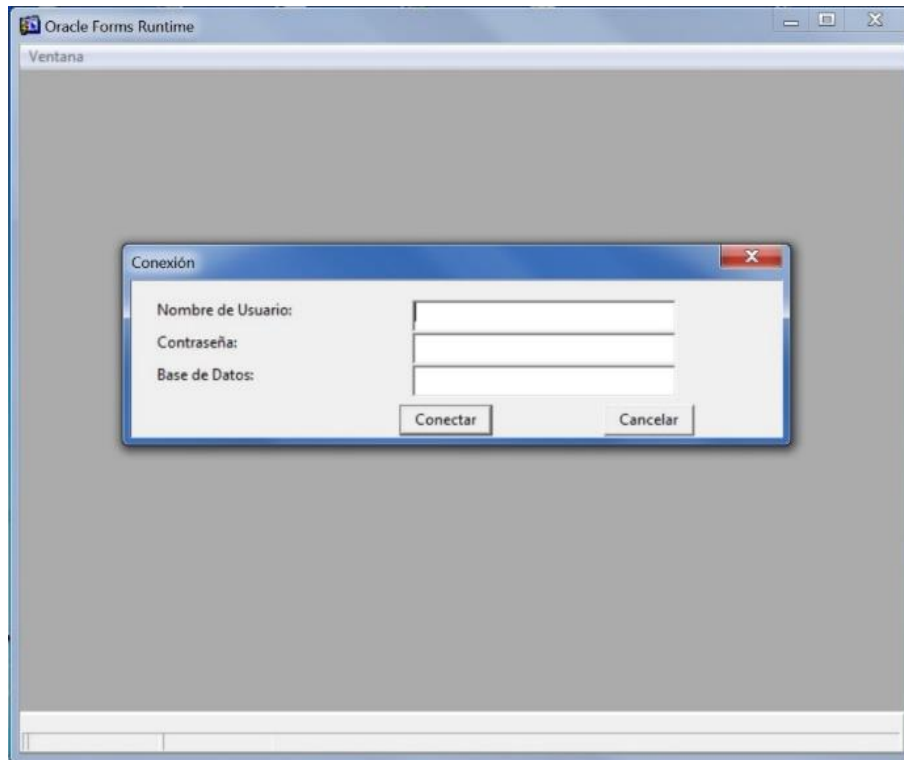 Oracle Forms Runtime
Ventana
Conexión
Nombre de Usuario:
Contraseña:
Base de Datos:
Conectar Cancelar